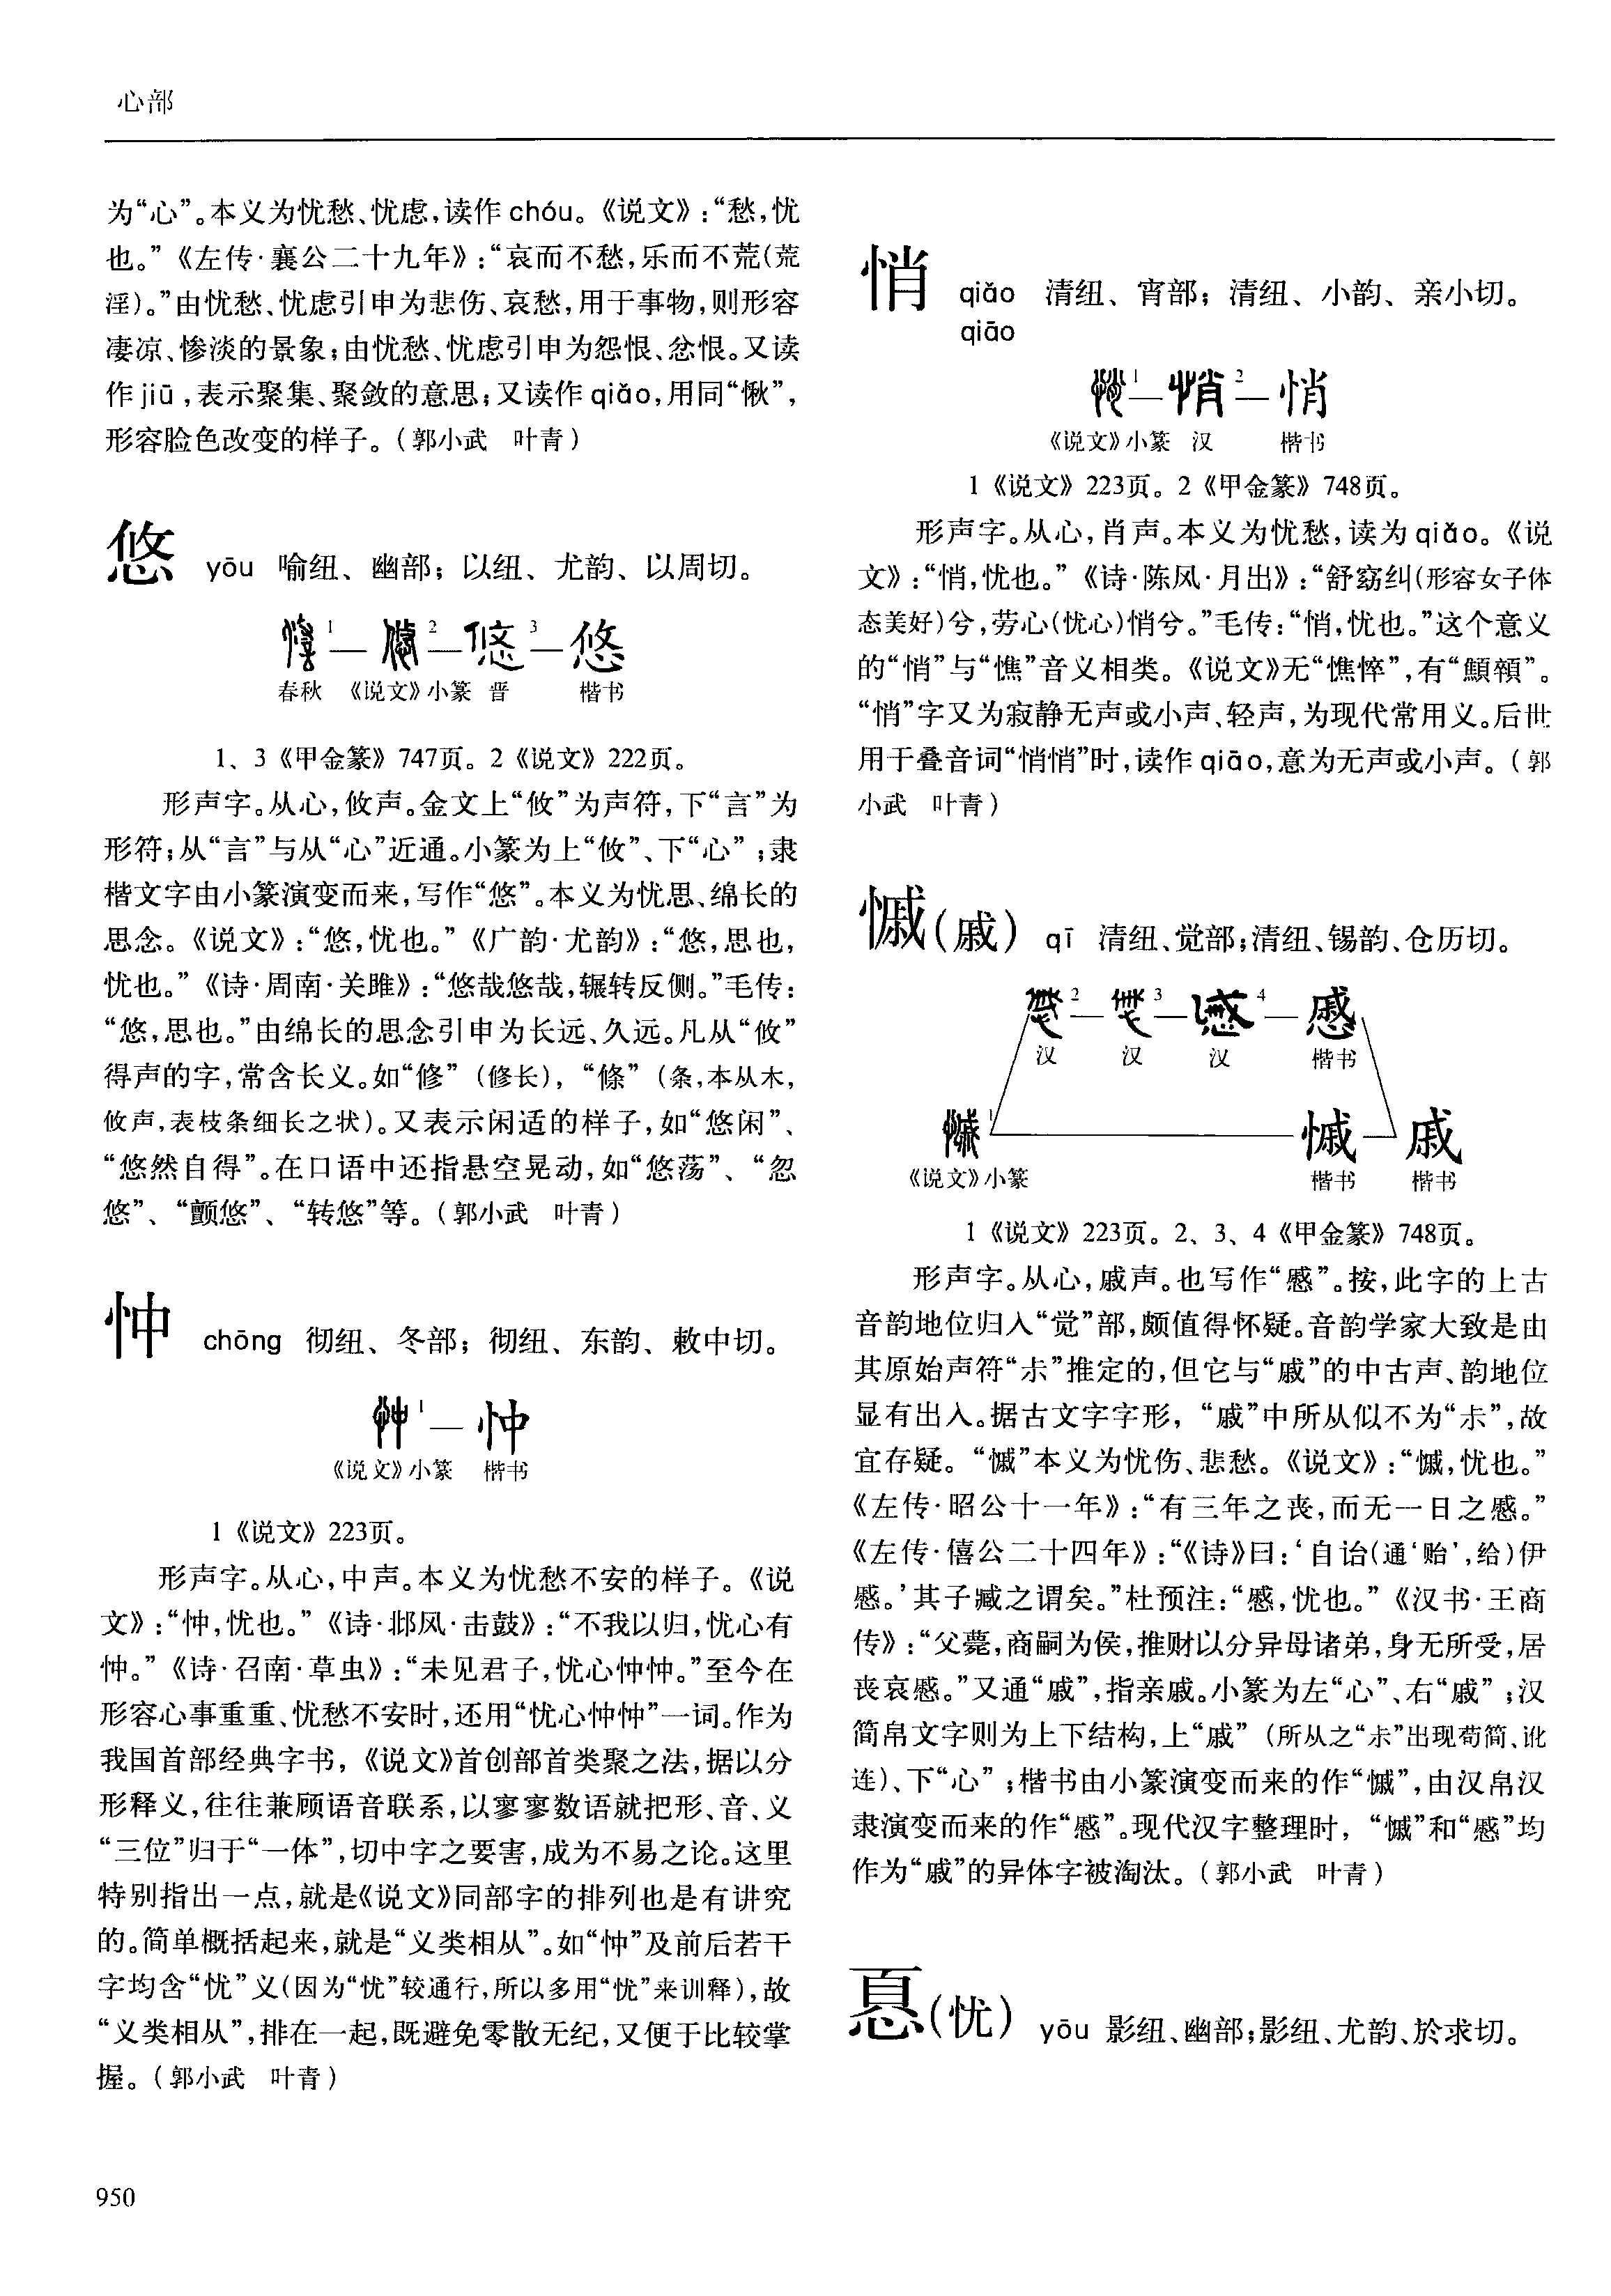 心部
为“心”。本义为忧愁、忧虑,读作chóu。《说文》:“愁,忧
也。”《左传·襄公二十九年》:“哀而不愁,乐而不荒(荒
淫)。”由忧愁、忧虑引申为悲伤、哀愁,用于事物,则形容
凄凉、惨淡的景象;由忧愁、忧虑引申为怨恨、忿恨。又读
作jiū,表示聚集、聚敛的意思;又读作qiǎo,用同“愀”,
形容脸色改变的样子。(郭小武 叶青)
悠 yōu 喻纽、幽部;以纽、尤韵、以周切。
1— 2— 3— 悠
春秋 《说文》小篆 晋 楷书
1、3《甲金篆》747页。2《说文》222页。
形声字。从心,攸声。金文上“攸”为声符,下“言”为
形符;从“言”与从“心”近通。小篆为上“攸”、下“心”;隶
楷文字由小篆演变而来,写作“悠”。本义为忧思、绵长的
思念。《说文》:“悠,忧也。”《广韵·尤韵》:“悠,思也,
忧也。”《诗·周南·关雎》:“悠哉悠哉,辗转反侧。”毛传:
“悠,思也。”由绵长的思念引申为长远、久远。凡从“攸”
得声的字,常含长义。如“修”(修长),“條”(条,本从木,
攸声,表枝条细长之状)。又表示闲适的样子,如“悠闲”、
“悠然自得”。在口语中还指悬空晃动,如“悠荡”、“忽
悠”、“颤悠”、“转悠”等。(郭小武 叶青)
忡 chōng 彻纽、冬部;彻纽、东韵、敕中切。
1— 忡
《说文》小篆 楷书
1《说文》223页。
形声字。从心,中声。本义为忧愁不安的样子。《说
文》:“忡,忧也。”《诗·邶风·击鼓》:“不我以归,忧心有
忡。”《诗·召南·草虫》:“未见君子,忧心忡忡。”至今在
形容心事重重、忧愁不安时,还用“忧心忡忡”一词。作为
我国首部经典字书,《说文》首创部首类聚之法,据以分
形释义,往往兼顾语音联系,以寥寥数语就把形、音、义
“三位”归于“一体”,切中字之要害,成为不易之论。这里
特别指出一点,就是《说文》同部字的排列也是有讲究
的。简单概括起来,就是“义类相从”。如“忡”及前后若干
字均含“忧”义(因为“忧”较通行,所以多用“忧”来训释),故
“义类相从”,排在一起,既避免零散无纪,又便于比较掌
握。(郭小武 叶青)
悄 qiǎo 清纽、宵部;清纽、小韵、亲小切。
qiāo
1— 悄2— 悄
《说文》小篆 汉 楷书
1《说文》223页。2《甲金篆》748页。
形声字。从心,肖声。本义为忧愁,读为qiǎo。《说
文》:“悄,忧也。”《诗·陈风·月出》:“舒窈纠(形容女子体
态美好)兮,劳心(忧心)悄兮。”毛传:“悄,忧也。”这个意义
的“悄”与“憔”音义相类。《说文》无“憔悴”,有“顦顇”。
“悄”字又为寂静无声或小声、轻声,为现代常用义。后世
用于叠音词“悄悄”时,读作qiāo,意为无声或小声。(郭
小武 叶青)
慽(戚) qī 清纽、觉部;清纽、锡韵、仓历切。
2— 3— 4— 慼
汉 汉 汉 楷书
1 慽— 戚
《说文》小篆 楷书 楷书
1《说文》223页。2、3、4《甲金篆》748页。
形声字。从心,戚声。也写作“慼”。按,此字的上古
音韵地位归入“觉”部,颇值得怀疑。音韵学家大致是由
其原始声符“尗”推定的,但它与“戚”的中古声、韵地位
显有出入。据古文字字形,“戚”中所从似不为“尗”,故
宜存疑。“慽”本义为忧伤、悲愁。《说文》:“慽,忧也。”
《左传·昭公十一年》:“有三年之丧,而无一日之慼。”
《左传·僖公二十四年》:“《诗》曰:‘自诒(通‘贻’,给)伊
慼。’其子臧之谓矣。”杜预注:“慼,忧也。”《汉书·王商
传》:“父薨,商嗣为侯,推财以分异母诸弟,身无所受,居
丧哀慼。”又通“戚”,指亲戚。小篆为左“心”、右“戚”;汉
简帛文字则为上下结构,上“戚”(所从之“尗”出现苟简、讹
连)、下“心”;楷书由小篆演变而来的作“慽”,由汉帛汉
隶演变而来的作“慼”。现代汉字整理时,“慽”和“慼”均
作为“戚”的异体字被淘汰。(郭小武 叶青)
㥑(忧) yōu 影纽、幽部;影纽、尤韵、於求切。
950